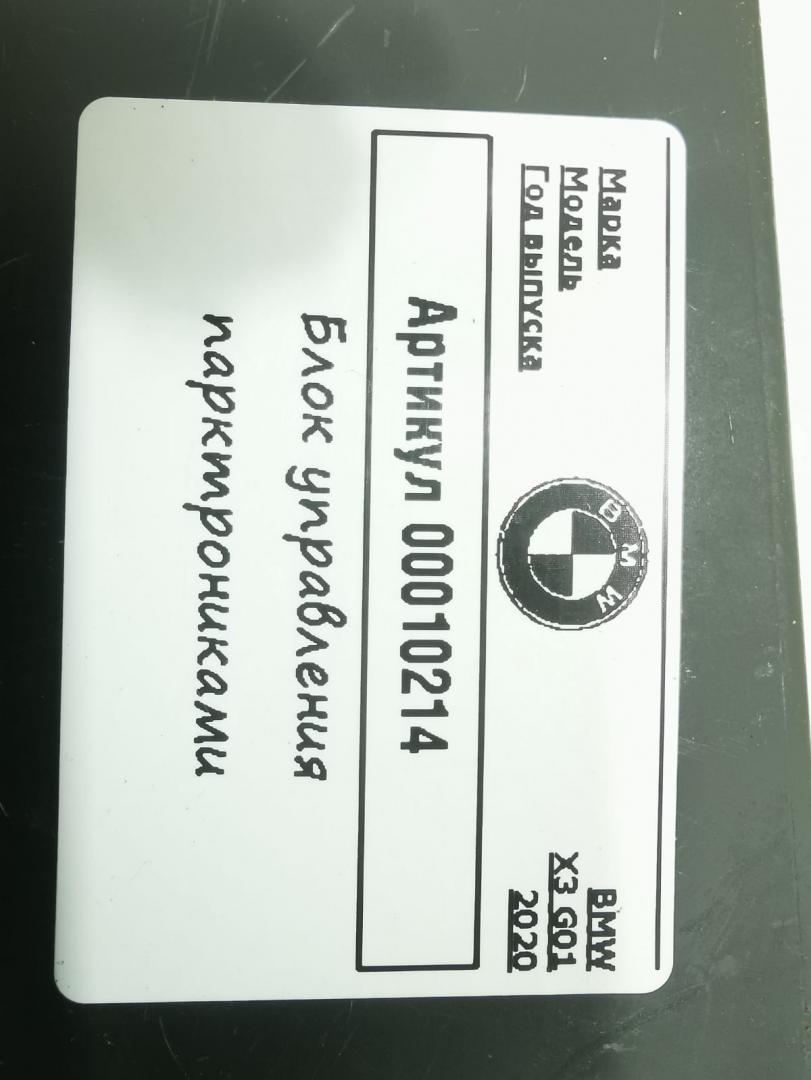 Марка BMW
Модель X3 G01
Год выпуска 2020
BMW
Артикул 00010214
Блок управления
парктрониками